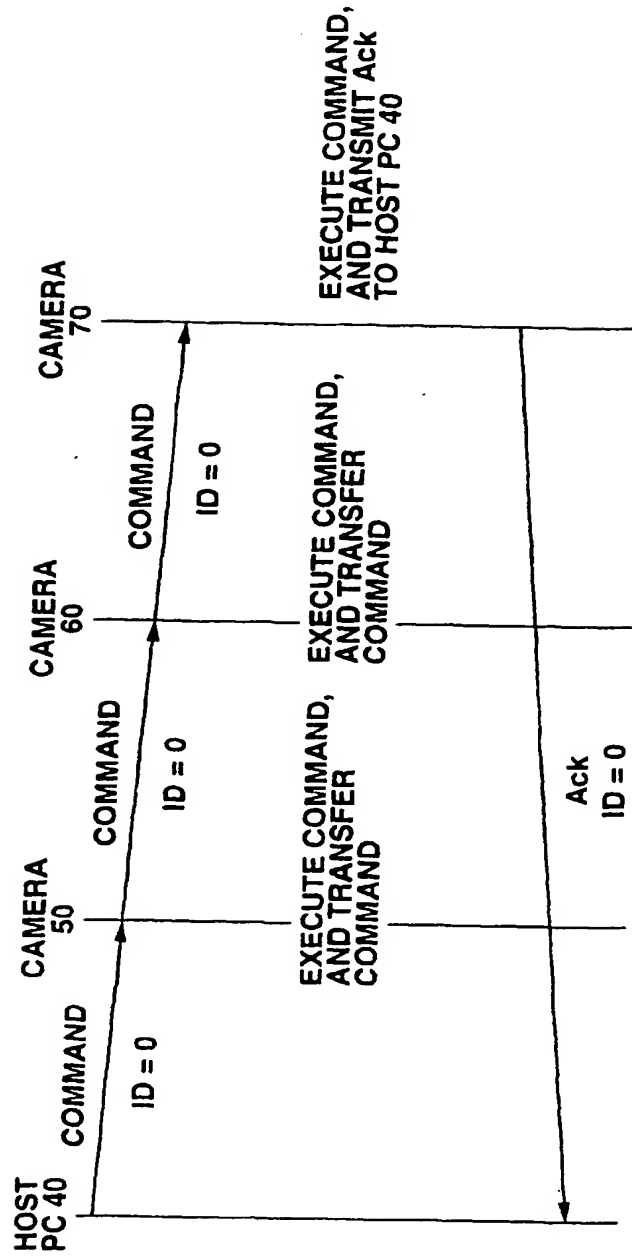 HOST
PC 40
CAMERA
50
CAMERA
60
CAMERA
70
COMMAND
ID = 0
COMMAND
ID = 0
COMMAND
ID = 0
EXECUTE COMMAND,
AND TRANSFER
COMMAND
EXECUTE COMMAND,
AND TRANSFER
COMMAND
EXECUTE COMMAND,
AND TRANSMIT Ack
TO HOST PC 40
Ack
ID = 0